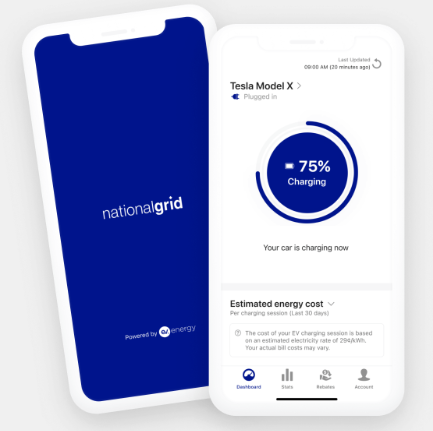 nationalgrid
Powered by ev energy
Last Updated
09:00 AM (20 minutes ago)
Tesla Model X
Plugged in
75%
Charging
Your car is charging now
Estimated energy cost
Per charging session (Last 30 days)
The cost of your EV charging session is based
on an estimated electricity rate of 29¢/kWh.
Your actual bill costs may vary.
Dashboard
Stats
Rebates
Account